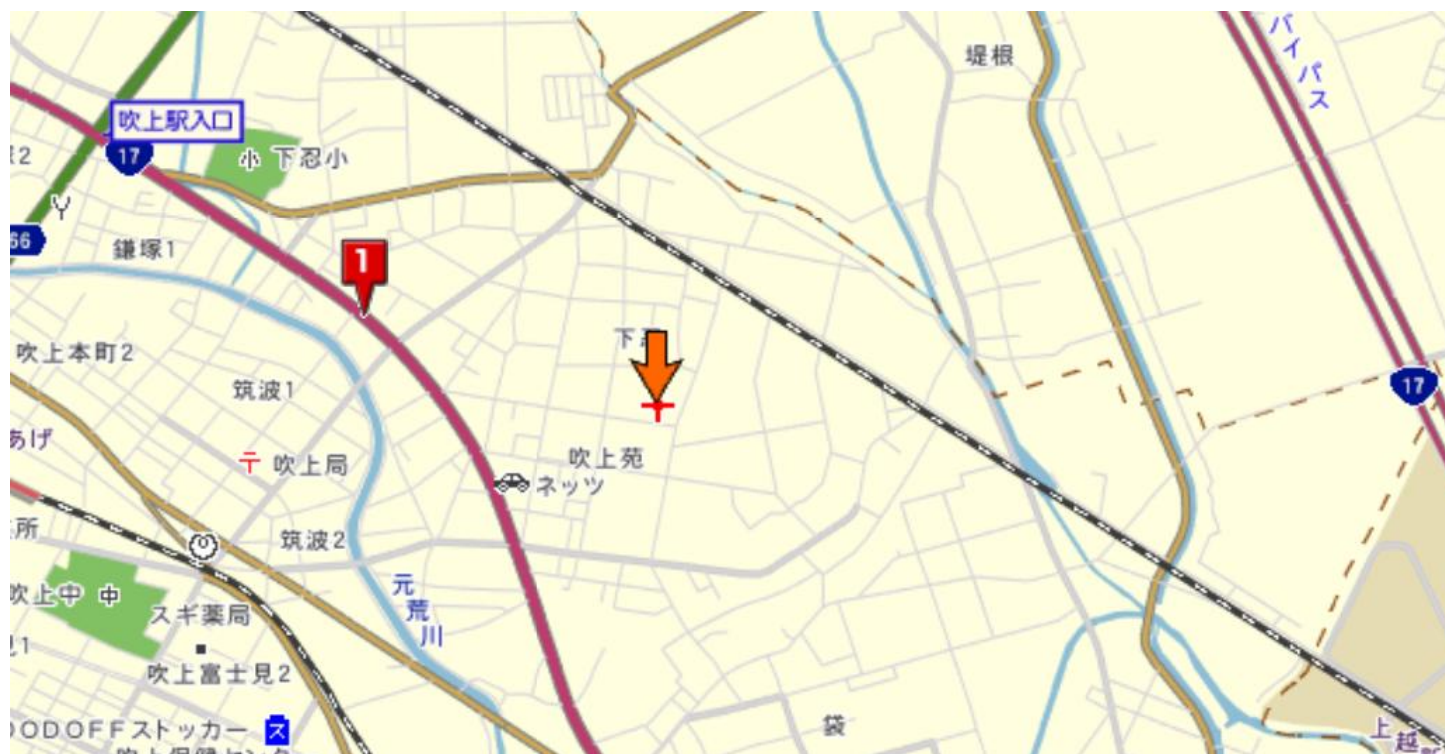 バイパス
堤根
吹上駅入口
17
小 下忍小
66
鎌塚1
1
吹上本町2
下忍
17
筑波1
あげ
吹上苑
吹上局
ネッツ
所
筑波2
吹上中 中
元荒川
スギ薬局
吹上富士見2
ODOFFストッカー ス
袋
上越